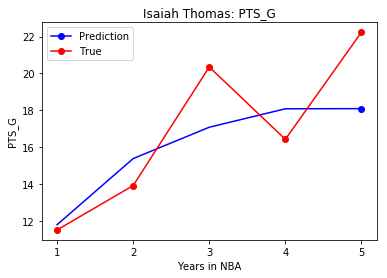 Isaiah Thomas: PTS_G
Prediction
True
22
20
18
16
14
12
PTS_G
1 2 3 4 5
Years in NBA